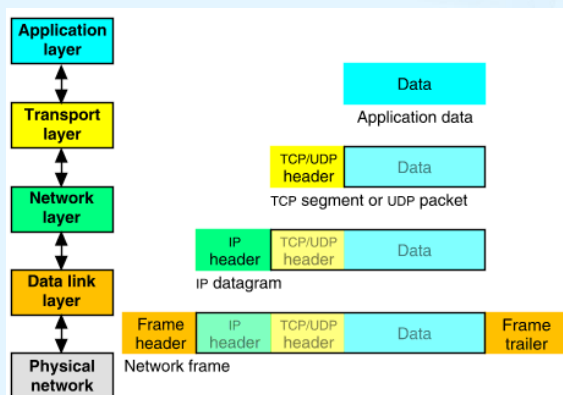 Application
layer
Data
Application data
Transport
layer
TCP/UDP
header
Data
TCP segment or UDP packet
Network
layer
IP
header
TCP/UDP
header
Data
IP datagram
Data link
layer
Frame
header
IP
header
TCP/UDP
header
Data
Frame
trailer
Physical
network
Network frame